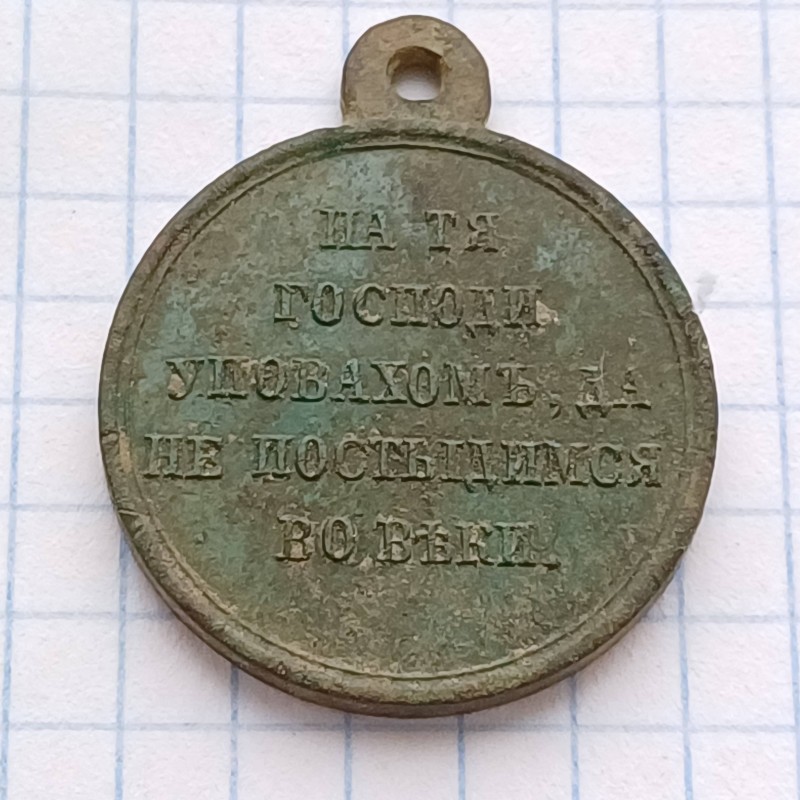 НА ТЯ
ГОСПОДИ
УПОВАХОМЪ, ДА
НЕ ПОСТЫДИМСЯ
ВО ВѢКИ.